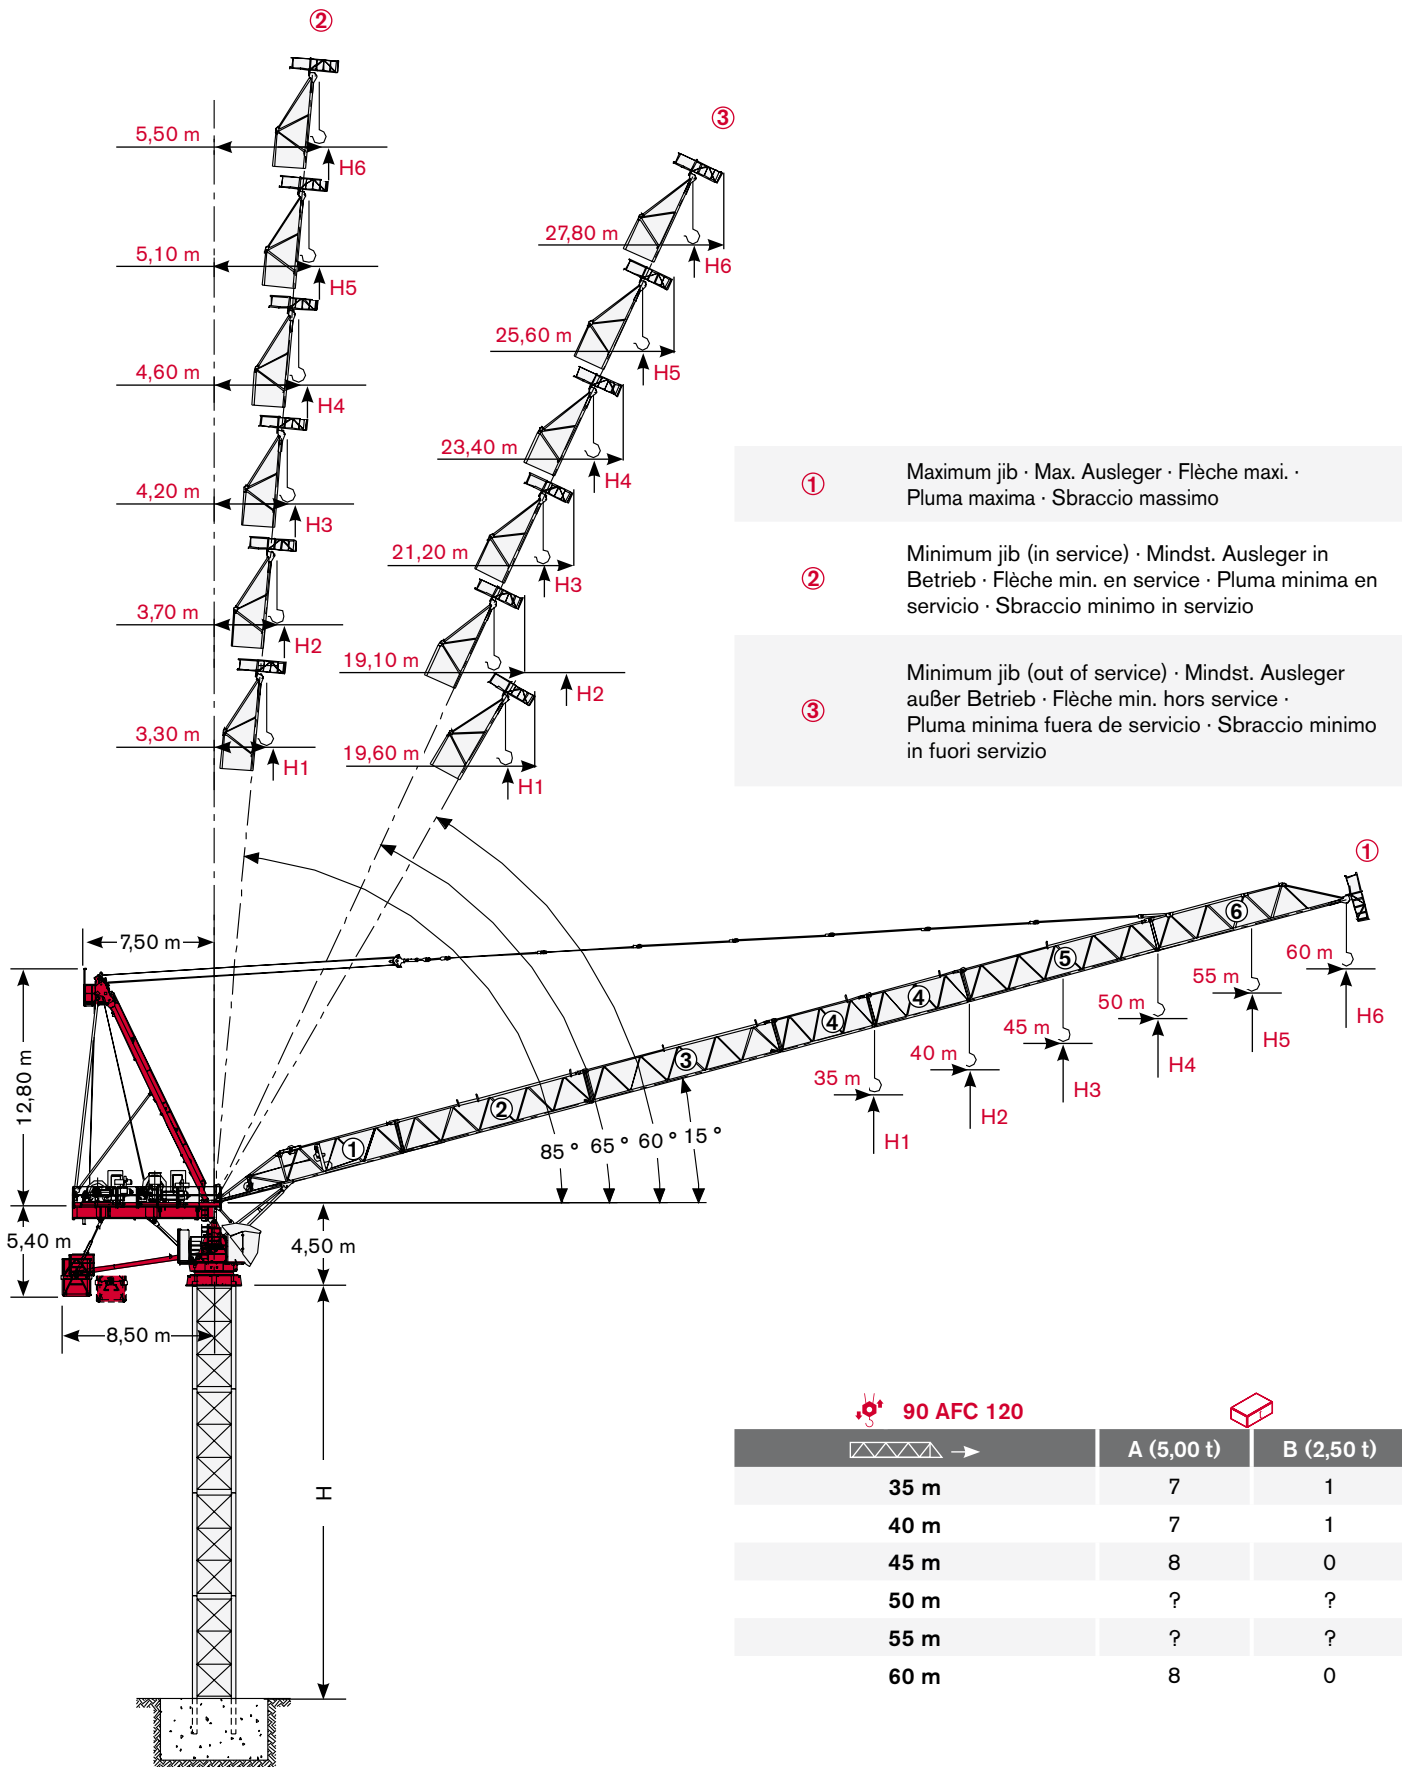 ②
5,50 m
H6
5,10 m
H5
4,60 m
H4
4,20 m
H3
3,70 m
H2
3,30 m
H1
③
27,80 m
H6
25,60 m
H5
23,40 m
H4
21,20 m
H3
19,10 m
H2
19,60 m
H1
① Maximum jib · Max. Ausleger · Flèche maxi. ·
Pluma maxima · Sbraccio massimo
② Minimum jib (in service) · Mindst. Ausleger in
Betrieb · Flèche min. en service · Pluma minima en
servicio · Sbraccio minimo in servizio
③ Minimum jib (out of service) · Mindst. Ausleger
außer Betrieb · Flèche min. hors service ·
Pluma minima fuera de servicio · Sbraccio minimo
in fuori servizio
①
7,50 m
12,80 m
5,40 m
8,50 m
4,50 m
H
① ② ③ ④ ④ ⑤ ⑥
85° 65° 60° 15°
35 m
H1
40 m
H2
45 m
H3
50 m
H4
55 m
H5
60 m
H6
90 AFC 120
A (5,00 t) B (2,50 t)
35 m 7 1
40 m 7 1
45 m 8 0
50 m ? ?
55 m ? ?
60 m 8 0